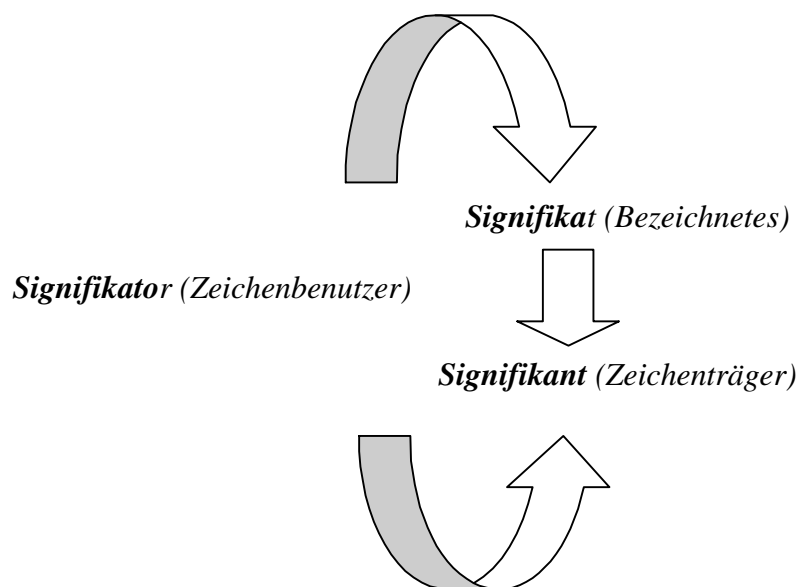 Signifikat (Bezeichnetes)
Signifikator (Zeichenbenutzer)
Signifikant (Zeichenträger)